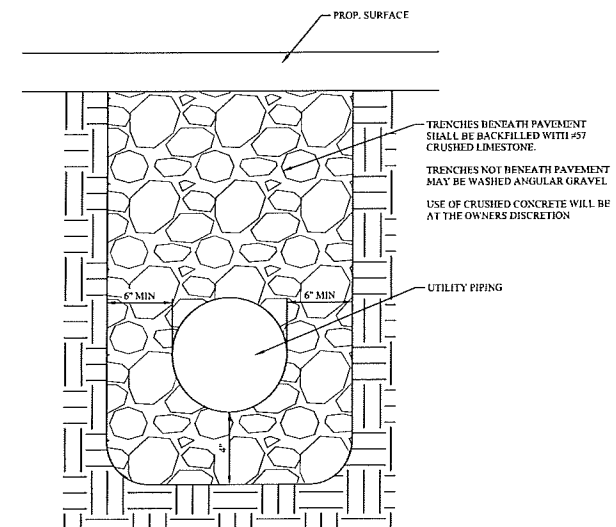 PROP. SURFACE
TRENCHES BENEATH PAVEMENT
SHALL BE BACKFILLED WITH #57
CRUSHED LIMESTONE.
TRENCHES NOT BENEATH PAVEMENT
MAY BE WASHED ANGULAR GRAVEL
USE OF CRUSHED CONCRETE WILL BE
AT THE OWNERS DISCRETION
6" MIN
6" MIN
UTILITY PIPING
4"